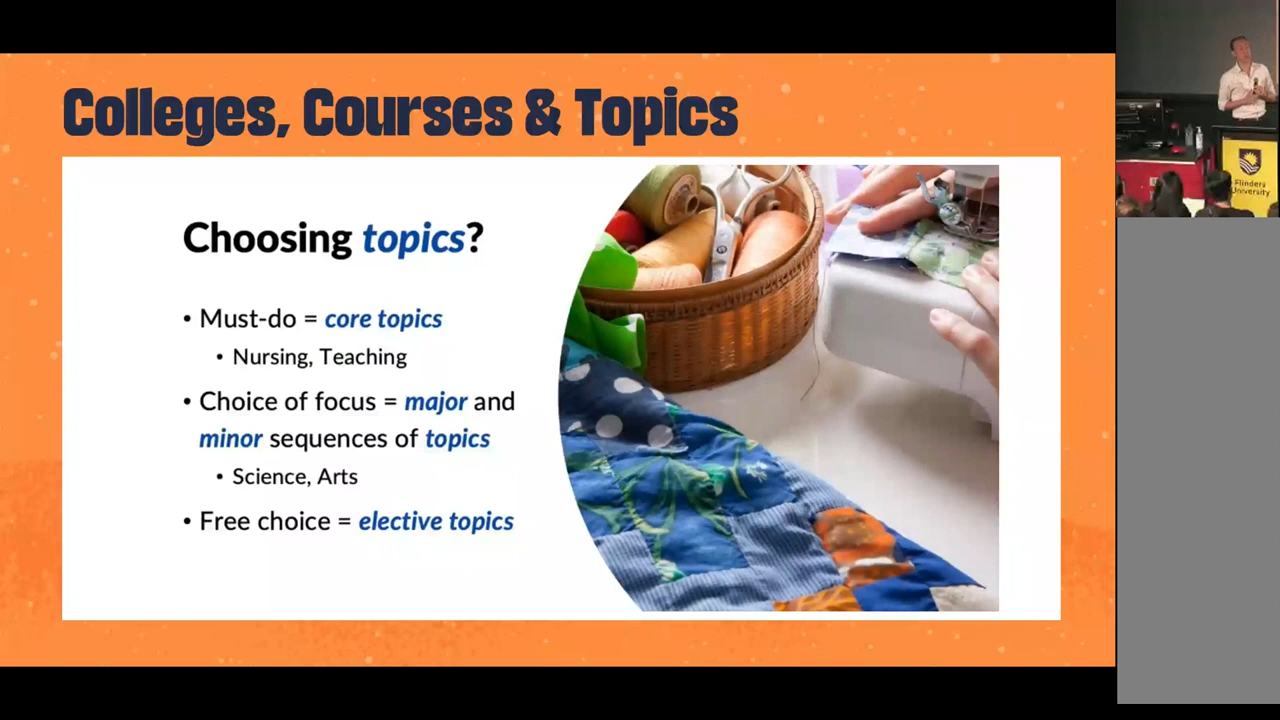 Colleges, Courses & Topics
Choosing topics?
• Must-do = core topics
• Nursing, Teaching
• Choice of focus = major and
minor sequences of topics
• Science, Arts
• Free choice = elective topics
Flinders
University